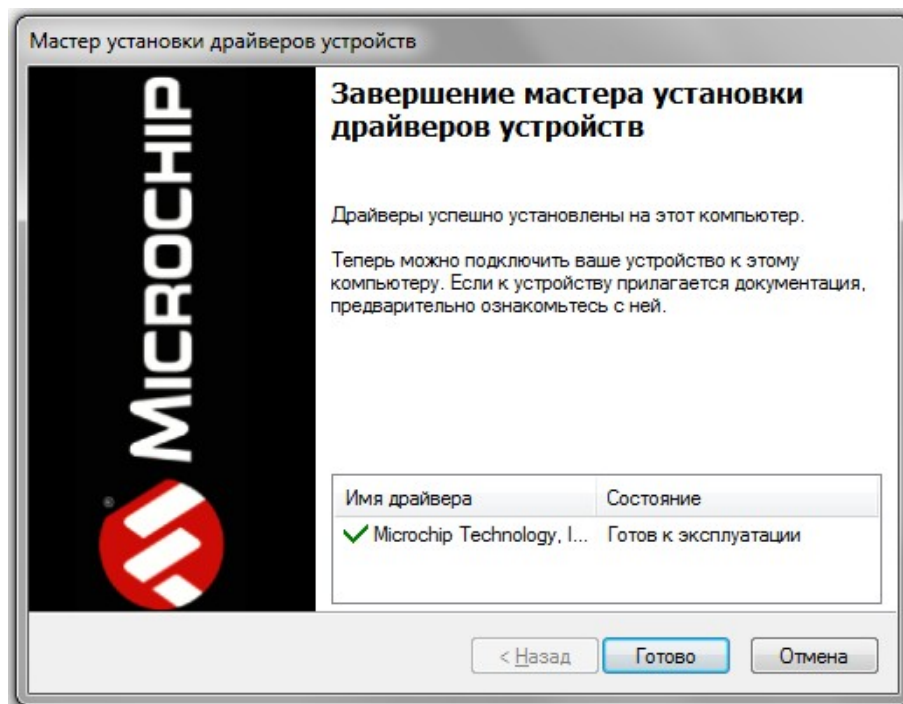 Мастер установки драйверов устройств
MICROCHIP
Завершение мастера установки
драйверов устройств
Драйверы успешно установлены на этот компьютер.
Теперь можно подключить ваше устройство к этому
компьютеру. Если к устройству прилагается документация,
предварительно ознакомьтесь с ней.
Имя драйвера Состояние
Microchip Technology, I... Готов к эксплуатации
< Назад Готово Отмена